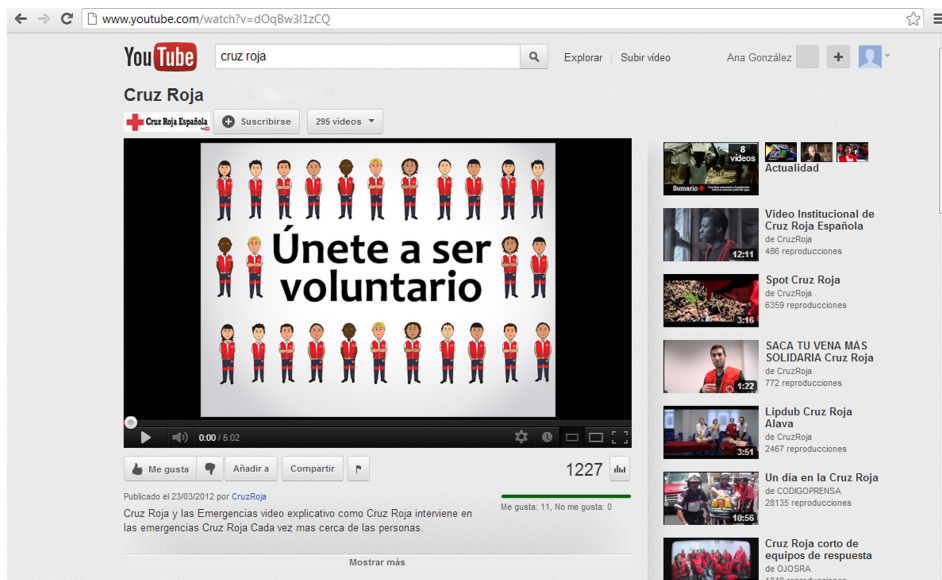 www.youtube.com/watch?v=dOqBw3I1zCQ
YouTube
cruz roja
Explorar
Subir vídeo
Ana González
Cruz Roja
Cruz Roja Española
Suscribirse
295 videos
Únete a ser
voluntario
0:00 / 5:02
Me gusta
Añadir a
Compartir
1227
Publicado el 23/03/2012 por CruzRoja
Me gusta: 11, No me gusta: 0
Cruz Roja y las Emergencias video explicativo como Cruz Roja interviene en
las emergencias Cruz Roja Cada vez mas cerca de las personas.
Mostrar más
8
videos
Sumario
Actualidad
12:11
Video Institucional de
Cruz Roja Española
de CruzRoja
486 reproducciones
3:16
Spot Cruz Roja
de CruzRoja
6359 reproducciones
1:22
SACA TU VENA MÁS
SOLIDARIA Cruz Roja
de CruzRoja
772 reproducciones
3:51
Lipdub Cruz Roja
Alava
de CruzRoja
2467 reproducciones
10:56
Un día en la Cruz Roja
de CODIGOPRENSA
28135 reproducciones
Cruz Roja corto de
equipos de respuesta
de OJOSRA